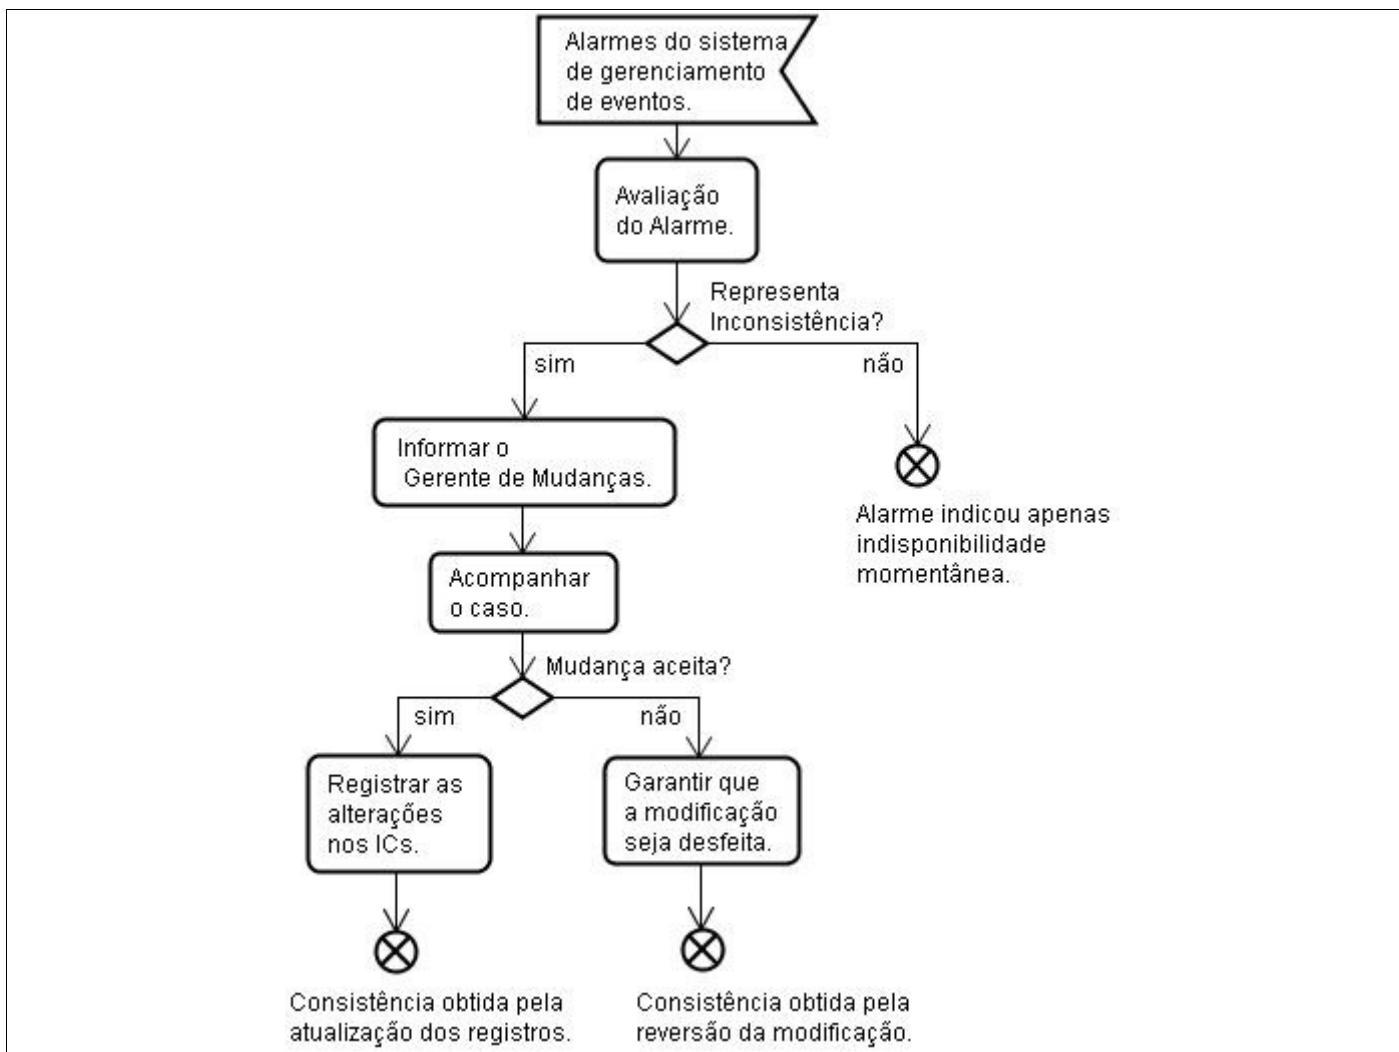 Alarmes do sistema
de gerenciamento
de eventos.
Avaliação
do Alarme.
Representa
Inconsistência?
sim
não
Informar o
Gerente de Mudanças.
Alarme indicou apenas
indisponibilidade
momentânea.
Acompanhar
o caso.
Mudança aceita?
sim
não
Registrar as
alterações
nos ICs.
Garantir que
a modificação
seja desfeita.
Consistência obtida pela
atualização dos registros.
Consistência obtida pela
reversão da modificação.